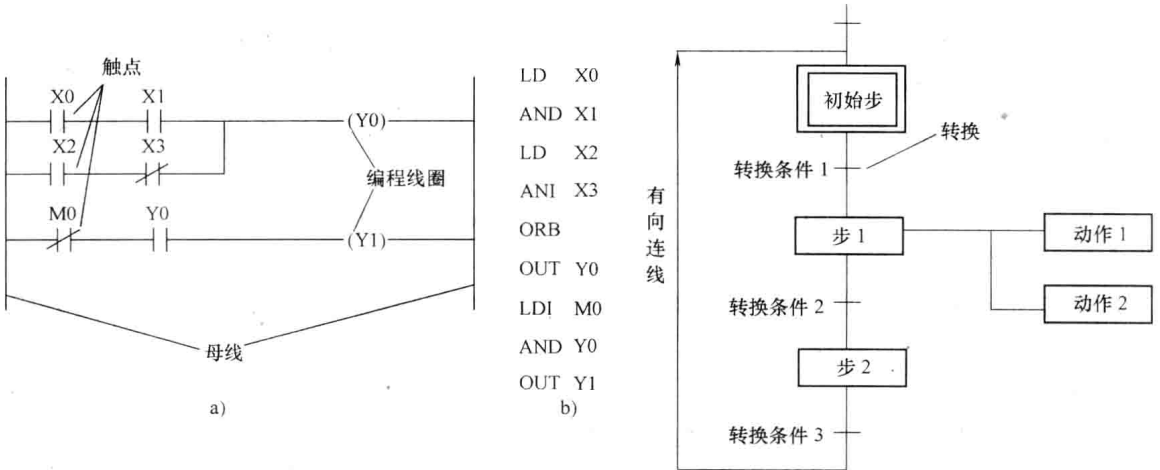 触点
X0 X1
(Y0)
X2 X3
编程线圈
M0 Y0
(Y1)
母线
a)
LD X0
AND X1
LD X2
ANI X3
ORB
OUT Y0
LDI M0
AND Y0
OUT Y1
b)
初始步
转换
转换条件 1
有向连线
步 1
动作 1
转换条件 2
动作 2
步 2
转换条件 3